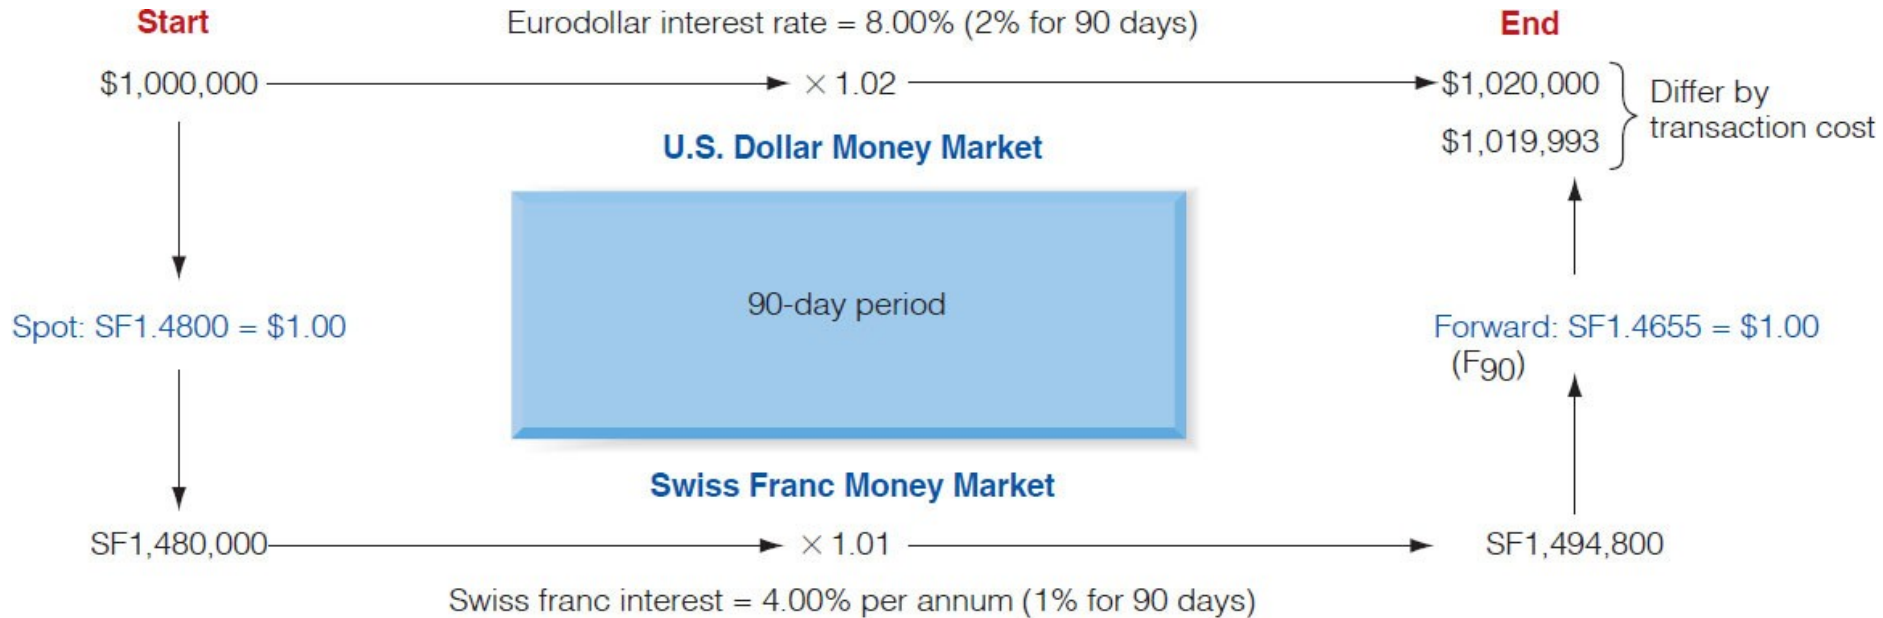 Start
Eurodollar interest rate = 8.00% (2% for 90 days)
End
$1,000,000
× 1.02
$1,020,000
$1,019,993
Differ by
transaction cost
U.S. Dollar Money Market
90-day period
Spot: SF1.4800 = $1.00
Forward: SF1.4655 = $1.00
(F90)
Swiss Franc Money Market
SF1,480,000
× 1.01
SF1,494,800
Swiss franc interest = 4.00% per annum (1% for 90 days)